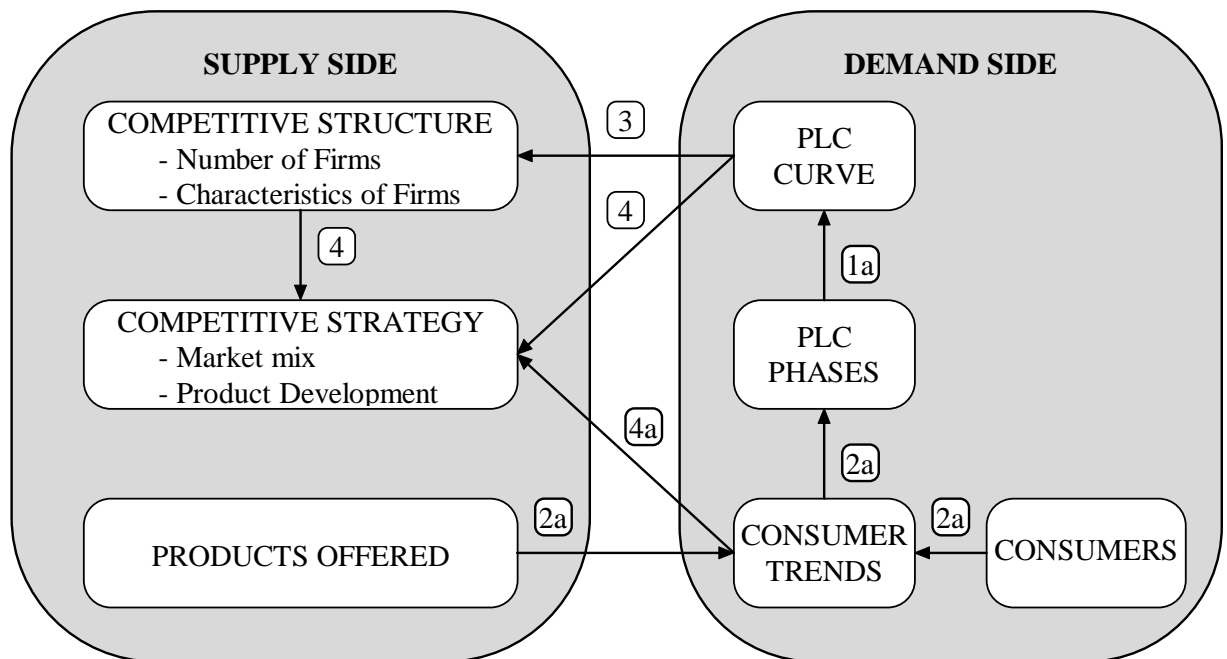 SUPPLY SIDE
COMPETITIVE STRUCTURE
- Number of Firms
- Characteristics of Firms
4
COMPETITIVE STRATEGY
- Market mix
- Product Development
PRODUCTS OFFERED
3
4
4a
2a
DEMAND SIDE
PLC
CURVE
1a
PLC
PHASES
2a
CONSUMER
TRENDS
2a
CONSUMERS